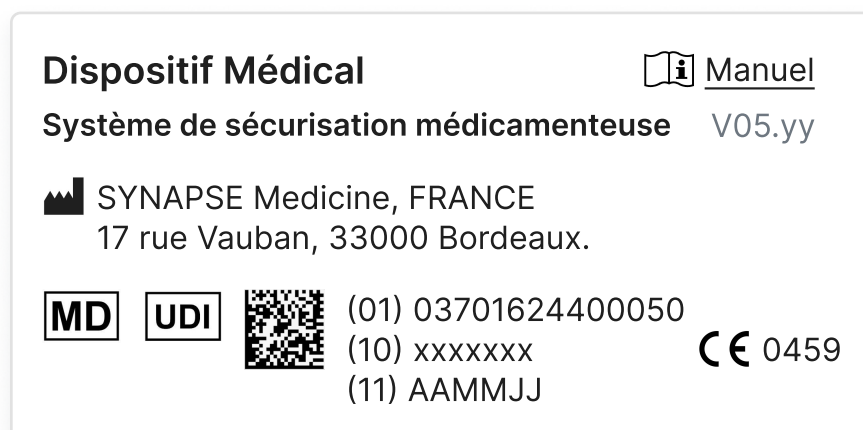 Dispositif Médical
Manuel
Système de sécurisation médicamenteuse
V05.yy
SYNAPSE Medicine, FRANCE
17 rue Vauban, 33000 Bordeaux.
MD
UDI
(01) 03701624400050
(10) xxxxxxx
(11) AAMMJJ
CE 0459